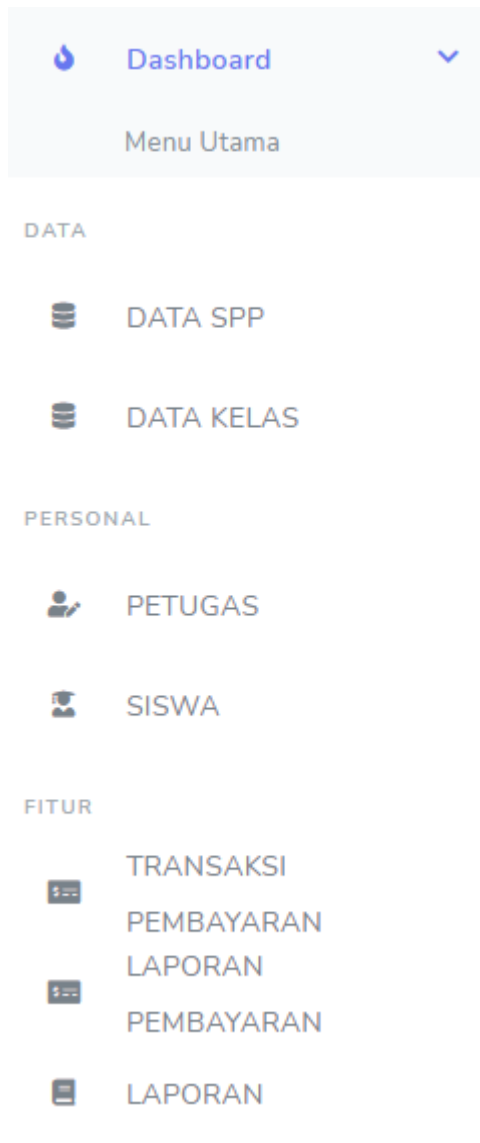 Dashboard
Menu Utama
DATA
DATA SPP
DATA KELAS
PERSONAL
PETUGAS
SISWA
FITUR
TRANSAKSI
PEMBAYARAN
LAPORAN
PEMBAYARAN
LAPORAN